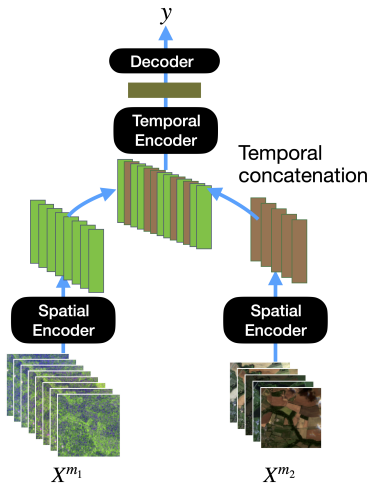 y
Decoder
Temporal
Encoder
Temporal
concatenation
Spatial
Encoder
Spatial
Encoder
X^{m_1}
X^{m_2}